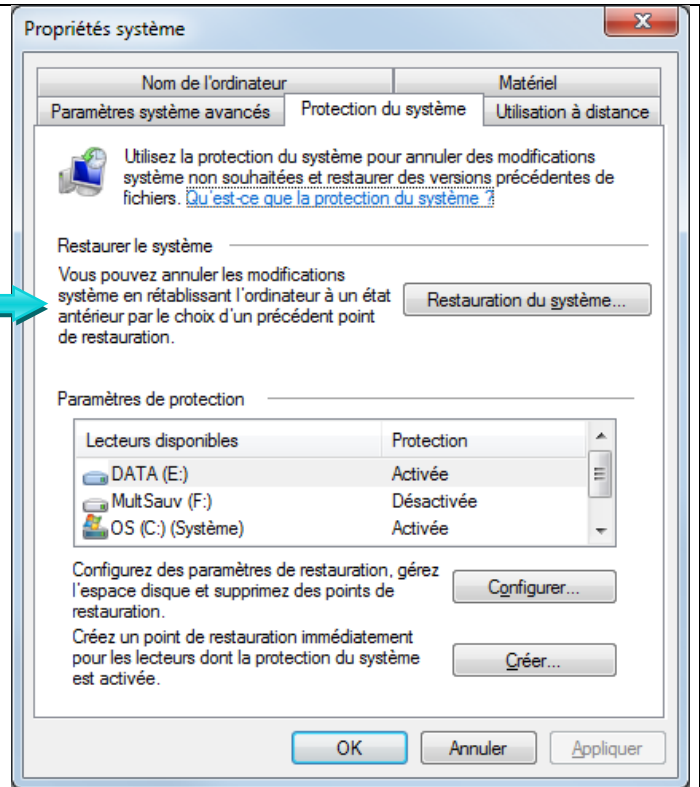 Propriétés système
Nom de l'ordinateur Matériel
Paramètres système avancés Protection du système Utilisation à distance
Utilisez la protection du système pour annuler des modifications
système non souhaitées et restaurer des versions précédentes de
fichiers. Qu'est-ce que la protection du système ?
Restaurer le système
Vous pouvez annuler les modifications
système en rétablissant l'ordinateur à un état
antérieur par le choix d'un précédent point
de restauration.
Restauration du système...
Paramètres de protection
Lecteurs disponibles Protection
DATA (E:) Activée
MultSauv (F:) Désactivée
OS (C:) (Système) Activée
Configurez des paramètres de restauration, gérez
l'espace disque et supprimez des points de
restauration.
Configurer...
Créez un point de restauration immédiatement
pour les lecteurs dont la protection du système
est activée.
Créer...
OK Annuler Appliquer